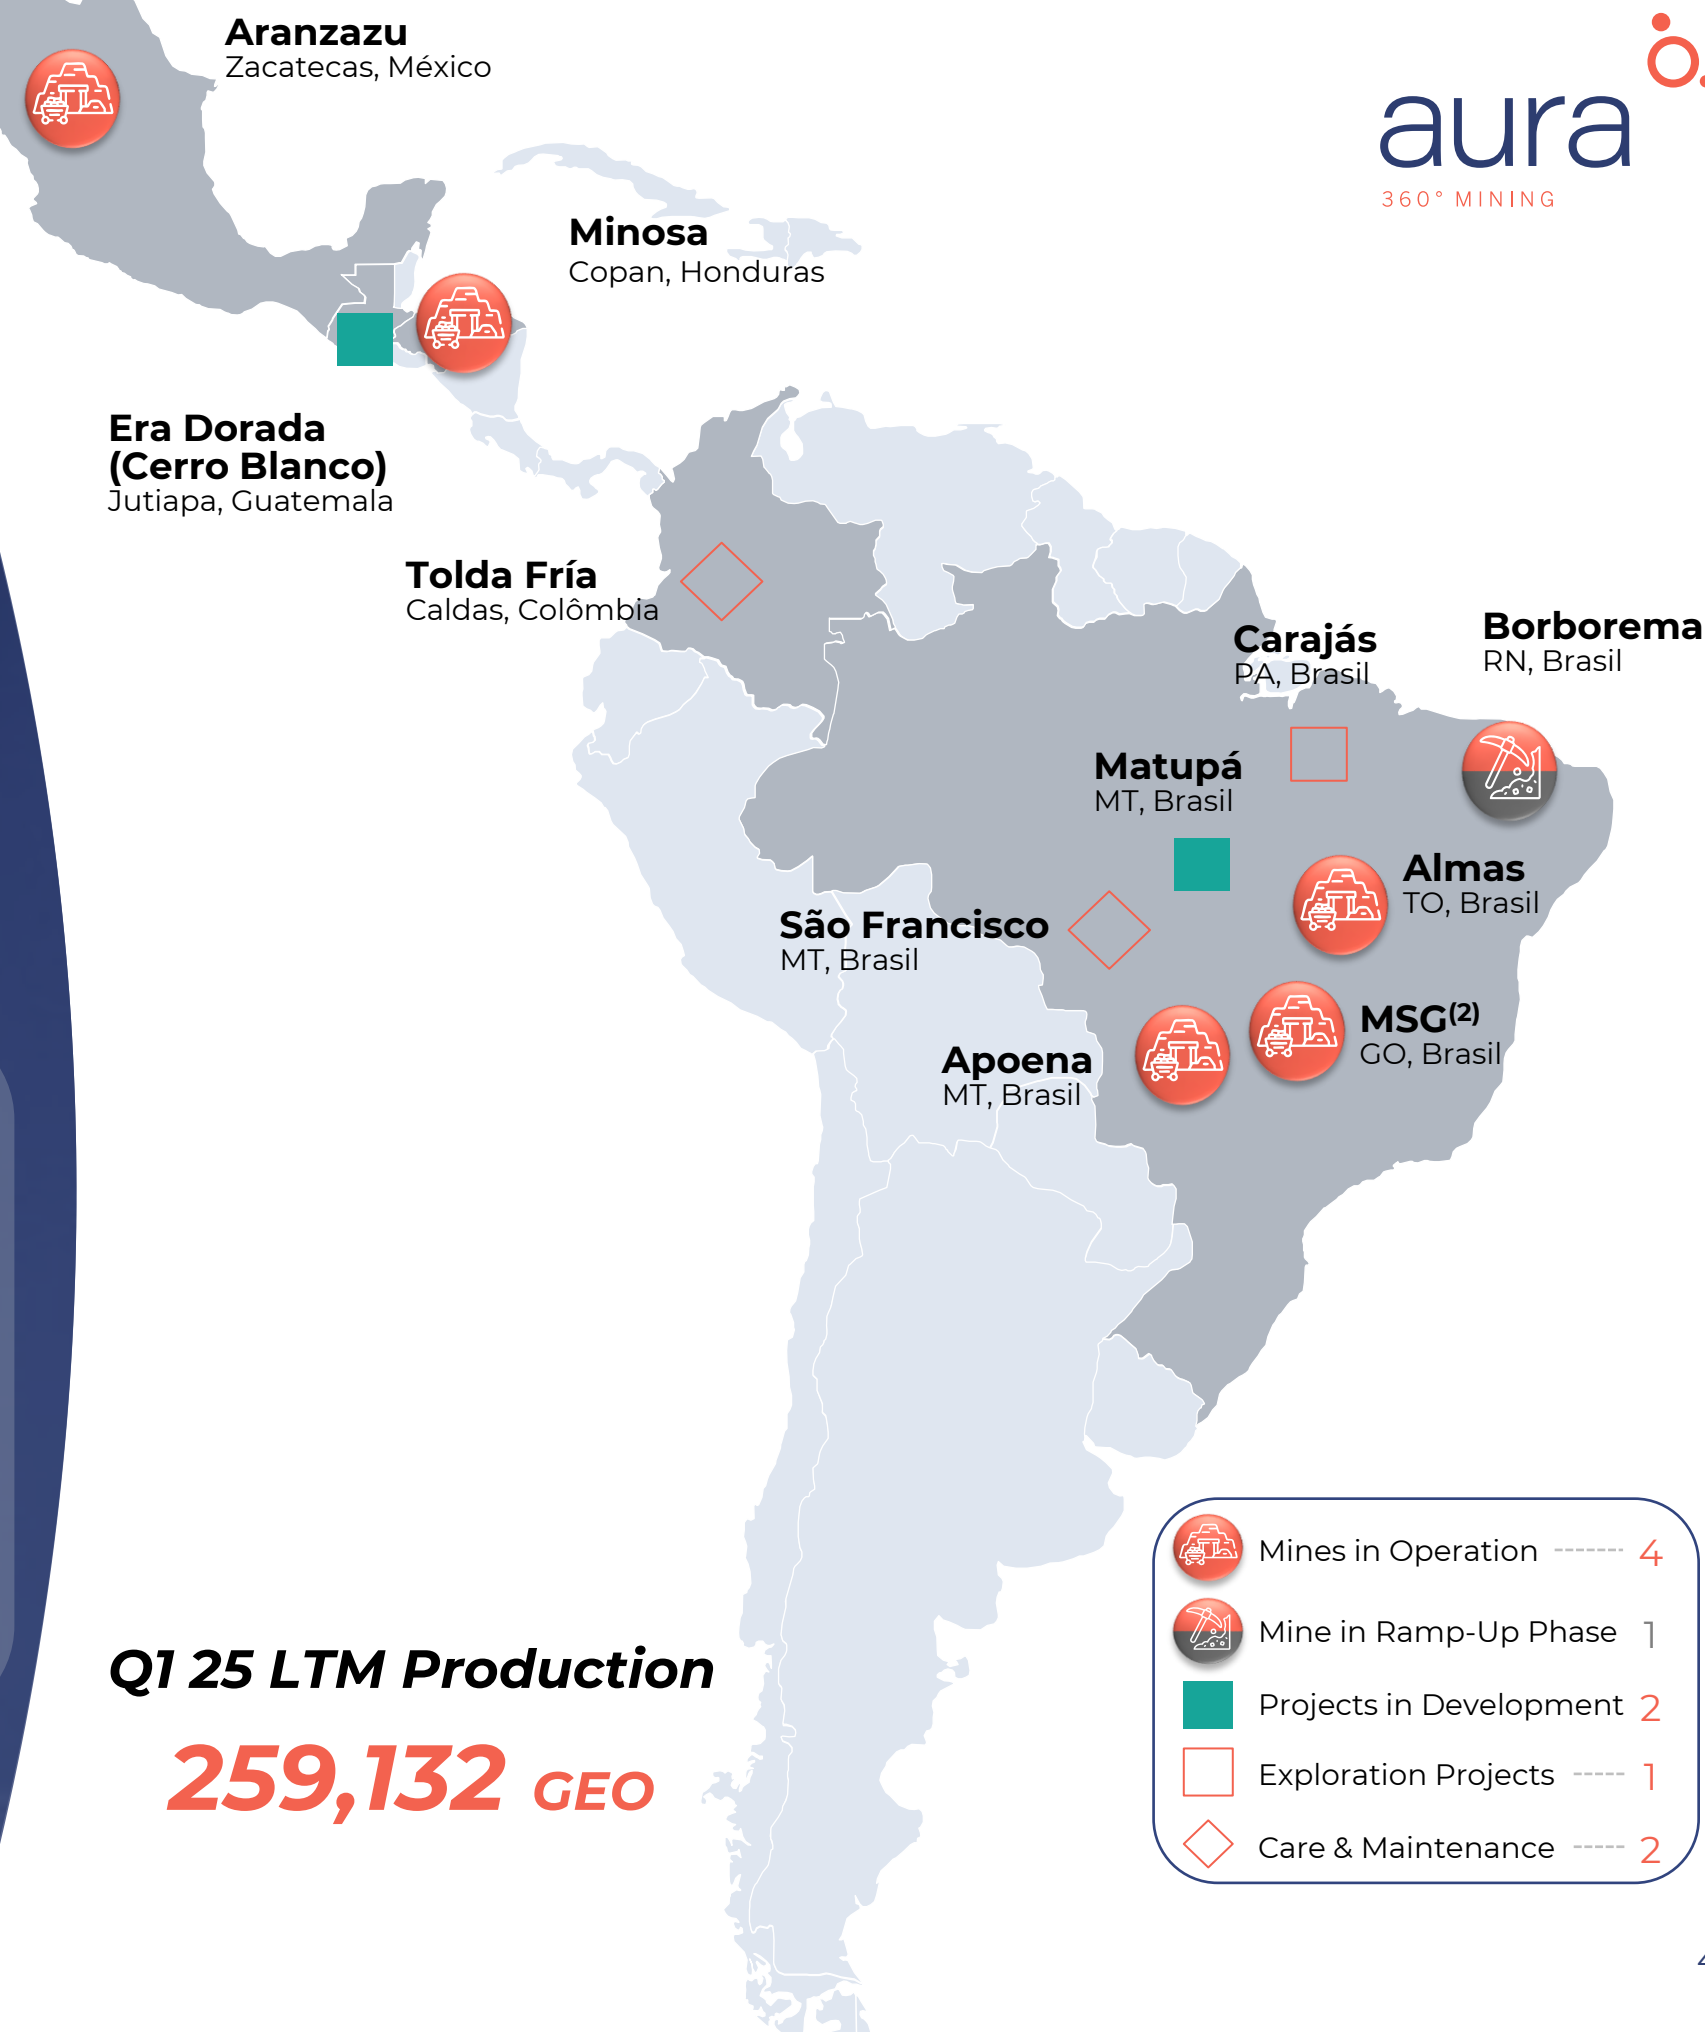 Aranzazu
Zacatecas, México
aura
360° MINING
Minosa
Copan, Honduras
Era Dorada
(Cerro Blanco)
Jutiapa, Guatemala
Tolda Fría
Caldas, Colômbia
Carajás
PA, Brasil
Borborema
RN, Brasil
Matupá
MT, Brasil
Almas
TO, Brasil
São Francisco
MT, Brasil
MSG(2)
GO, Brasil
Apoena
MT, Brasil
Mines in Operation ------- 4
Mine in Ramp-Up Phase 1
Projects in Development 2
Exploration Projects ----- 1
Care & Maintenance ----- 2
Q1 25 LTM Production
259,132 GEO
4